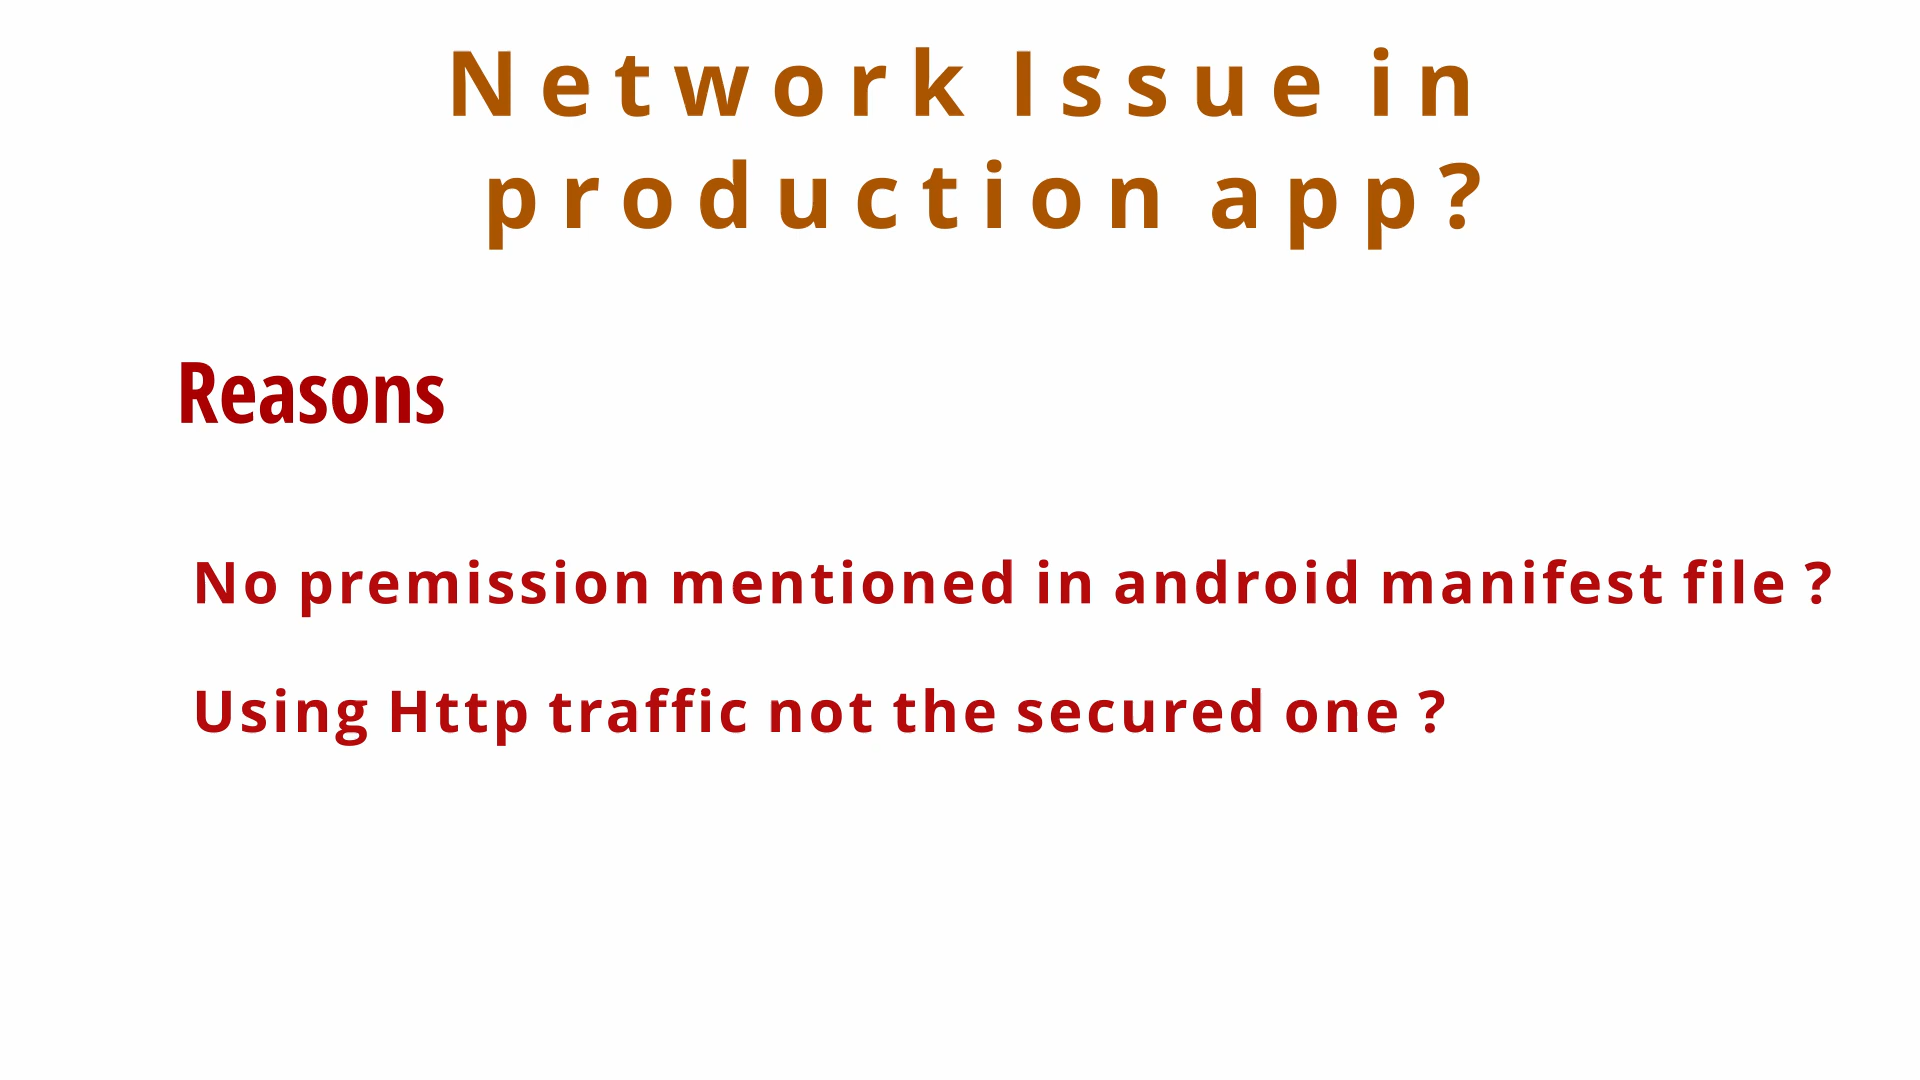 Network Issue in
production app?
Reasons
No premission mentioned in android manifest file ?
Using Http traffic not the secured one ?